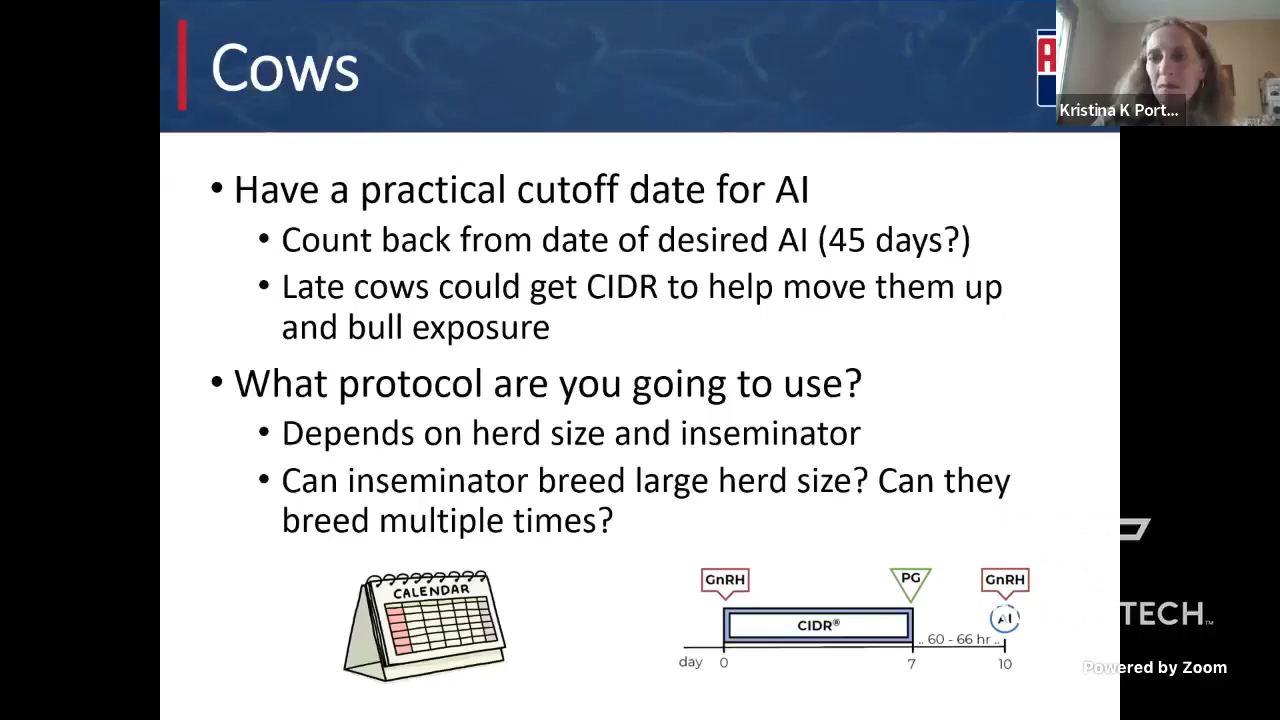 Cows
A
Kristina K Port...
• Have a practical cutoff date for AI
• Count back from date of desired AI (45 days?)
• Late cows could get CIDR to help move them up
and bull exposure
• What protocol are you going to use?
• Depends on herd size and inseminator
• Can inseminator breed large herd size? Can they
breed multiple times?
CALENDAR
GnRH
PG
GnRH
CIDR®
AI
.. 60 - 66 hr ..
day 0 7 10
TECH™
Powered by Zoom